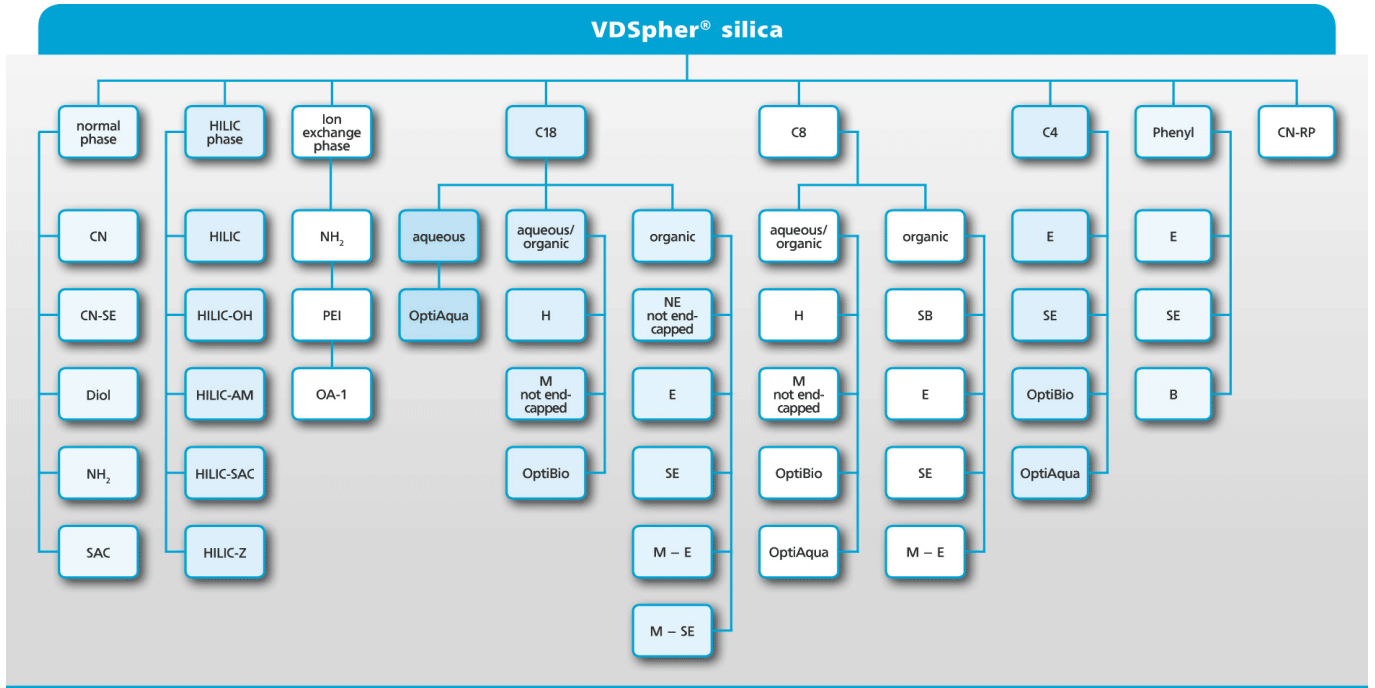 VDSpher® silica
normal
phase
HILIC
phase
Ion
exchange
phase
C18
C8
C4
Phenyl
CN-RP
CN
HILIC
NH₂
aqueous
aqueous/
organic
organic
aqueous/
organic
organic
E
E
CN-SE
HILIC-OH
PEI
OptiAqua
H
NE
not end-
capped
H
SB
SE
SE
Diol
HILIC-AM
OA-1
M
not end-
capped
E
M
not end-
capped
E
OptiBio
B
NH₂
HILIC-SAC
OptiBio
SE
OptiBio
SE
OptiAqua
SAC
HILIC-Z
M – E
OptiAqua
M – E
M – SE